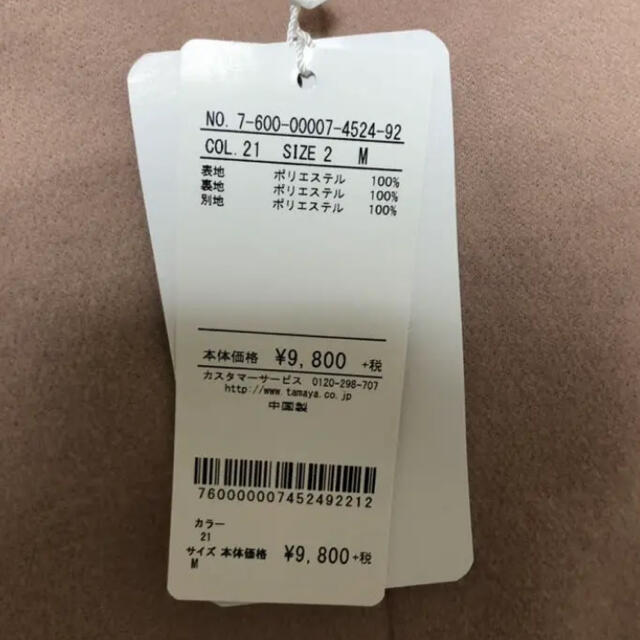 NO. 7-600-00007-4524-92
COL. 21 SIZE 2 M
表地 ポリエステル 100%
裏地 ポリエステル 100%
別地 ポリエステル 100%
本体価格 ¥9,800 +税
カスタマーサービス 0120-298-707
http://www.tamaya.co.jp
中国製
760000007452492212
カラー
21
サイズ 本体価格 ¥9,800+税
M